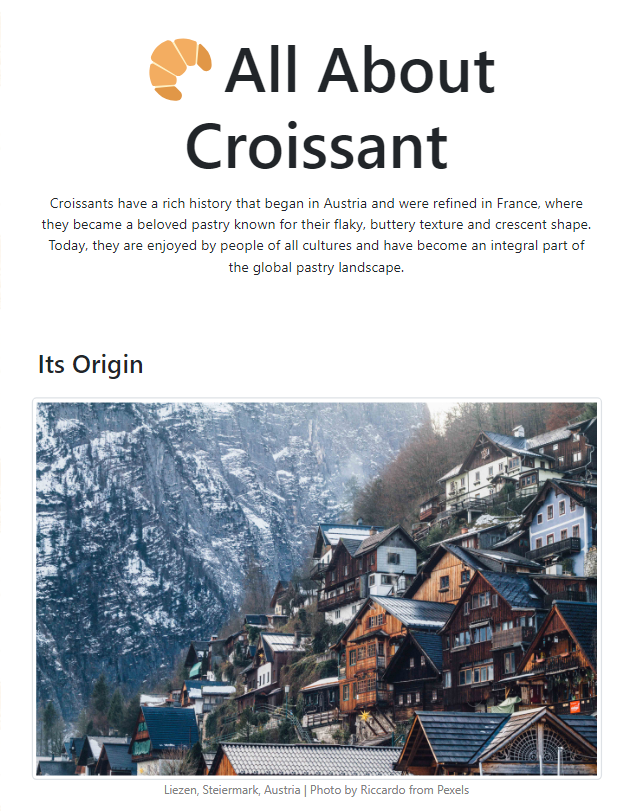 All About
Croissant
Croissants have a rich history that began in Austria and were refined in France, where
they became a beloved pastry known for their flaky, buttery texture and crescent shape.
Today, they are enjoyed by people of all cultures and have become an integral part of
the global pastry landscape.
Its Origin
Liezen, Steiermark, Austria | Photo by Riccardo from Pexels